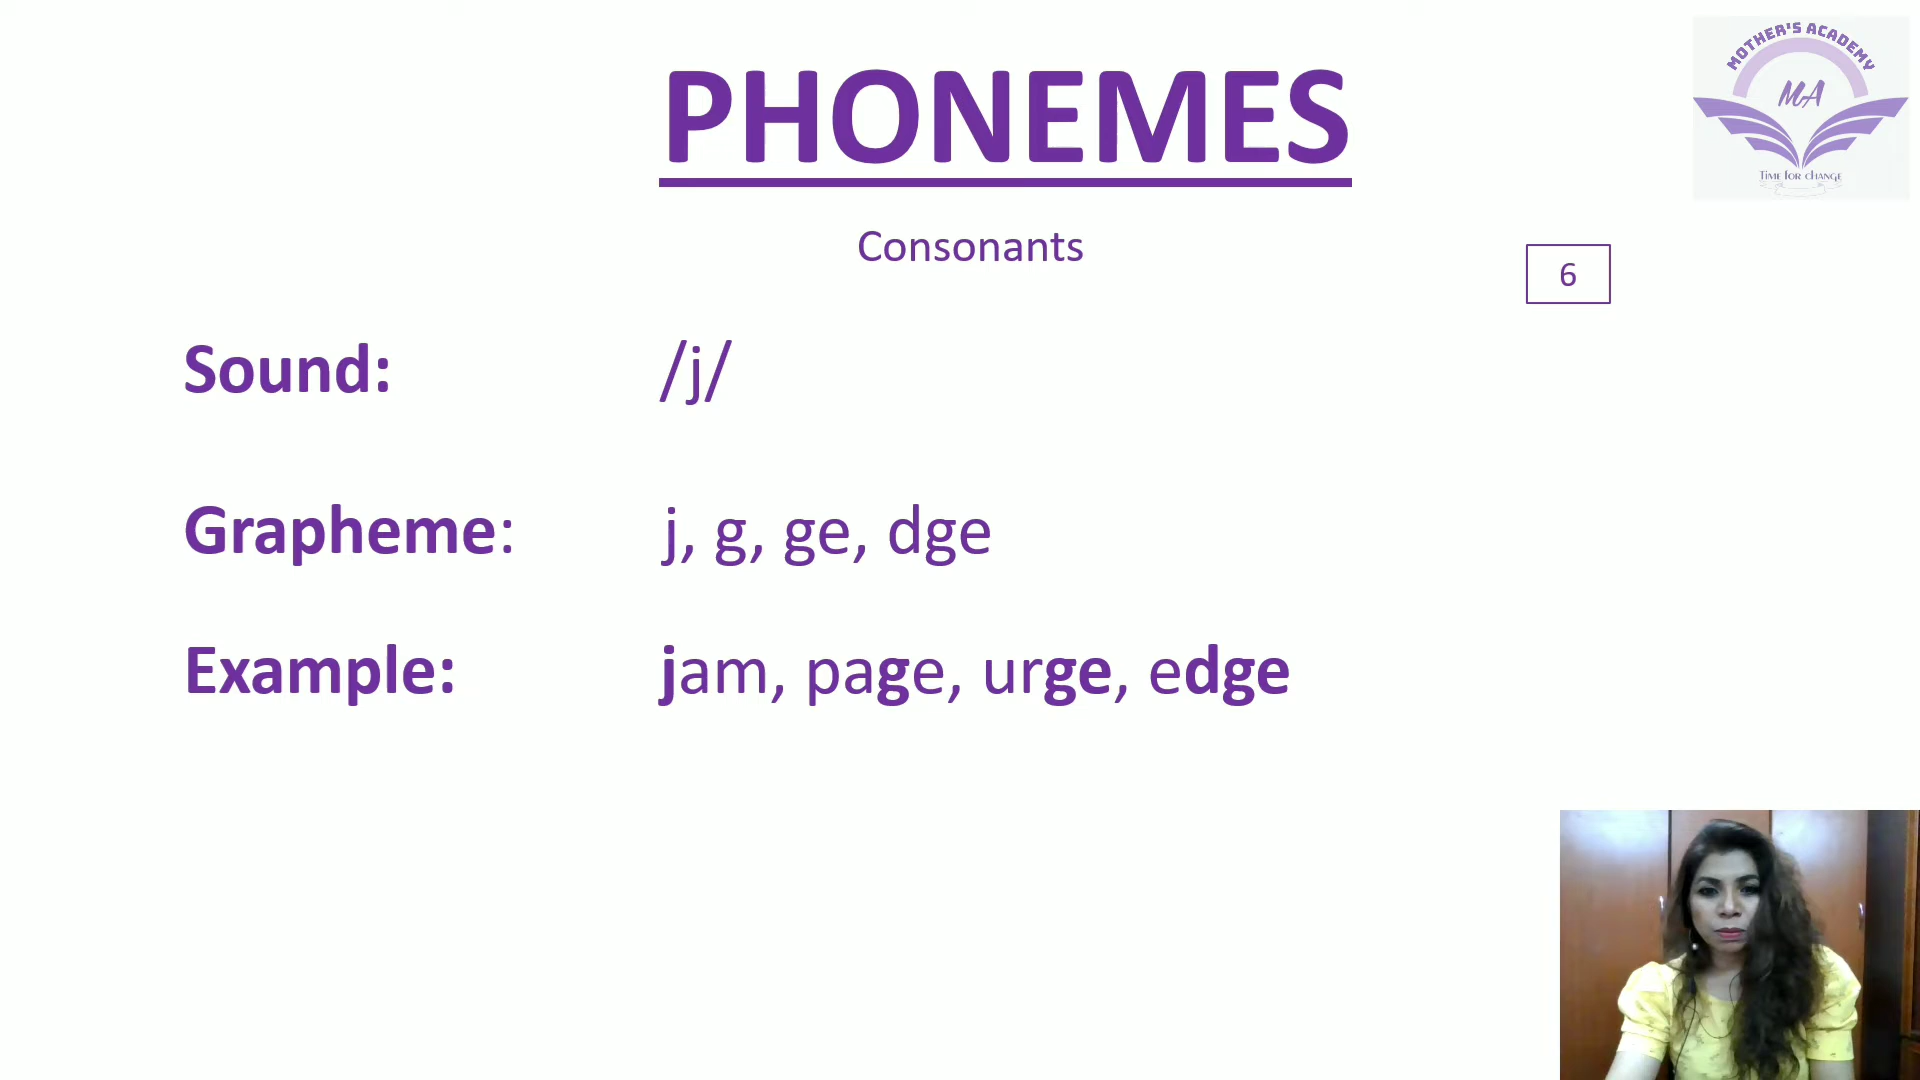 PHONEMES
MOTHER'S ACADEMY
MA
Time for change
Consonants
6
Sound: /j/
Grapheme: j, g, ge, dge
Example: jam, page, urge, edge